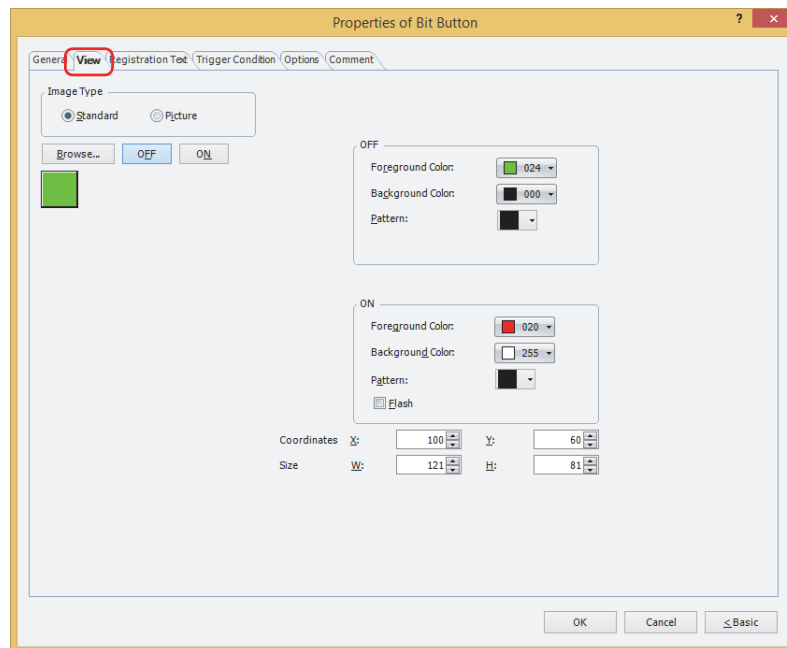 Properties of Bit Button
? ×
General View Registration Text Trigger Condition Options Comment
Image Type
Standard Picture
Browse... OFF ON
OFF
Foreground Color: 024
Background Color: 000
Pattern:
ON
Foreground Color: 020
Background Color: 255
Pattern:
Flash
Coordinates X: 100 Y: 60
Size W: 121 H: 81
OK Cancel < Basic